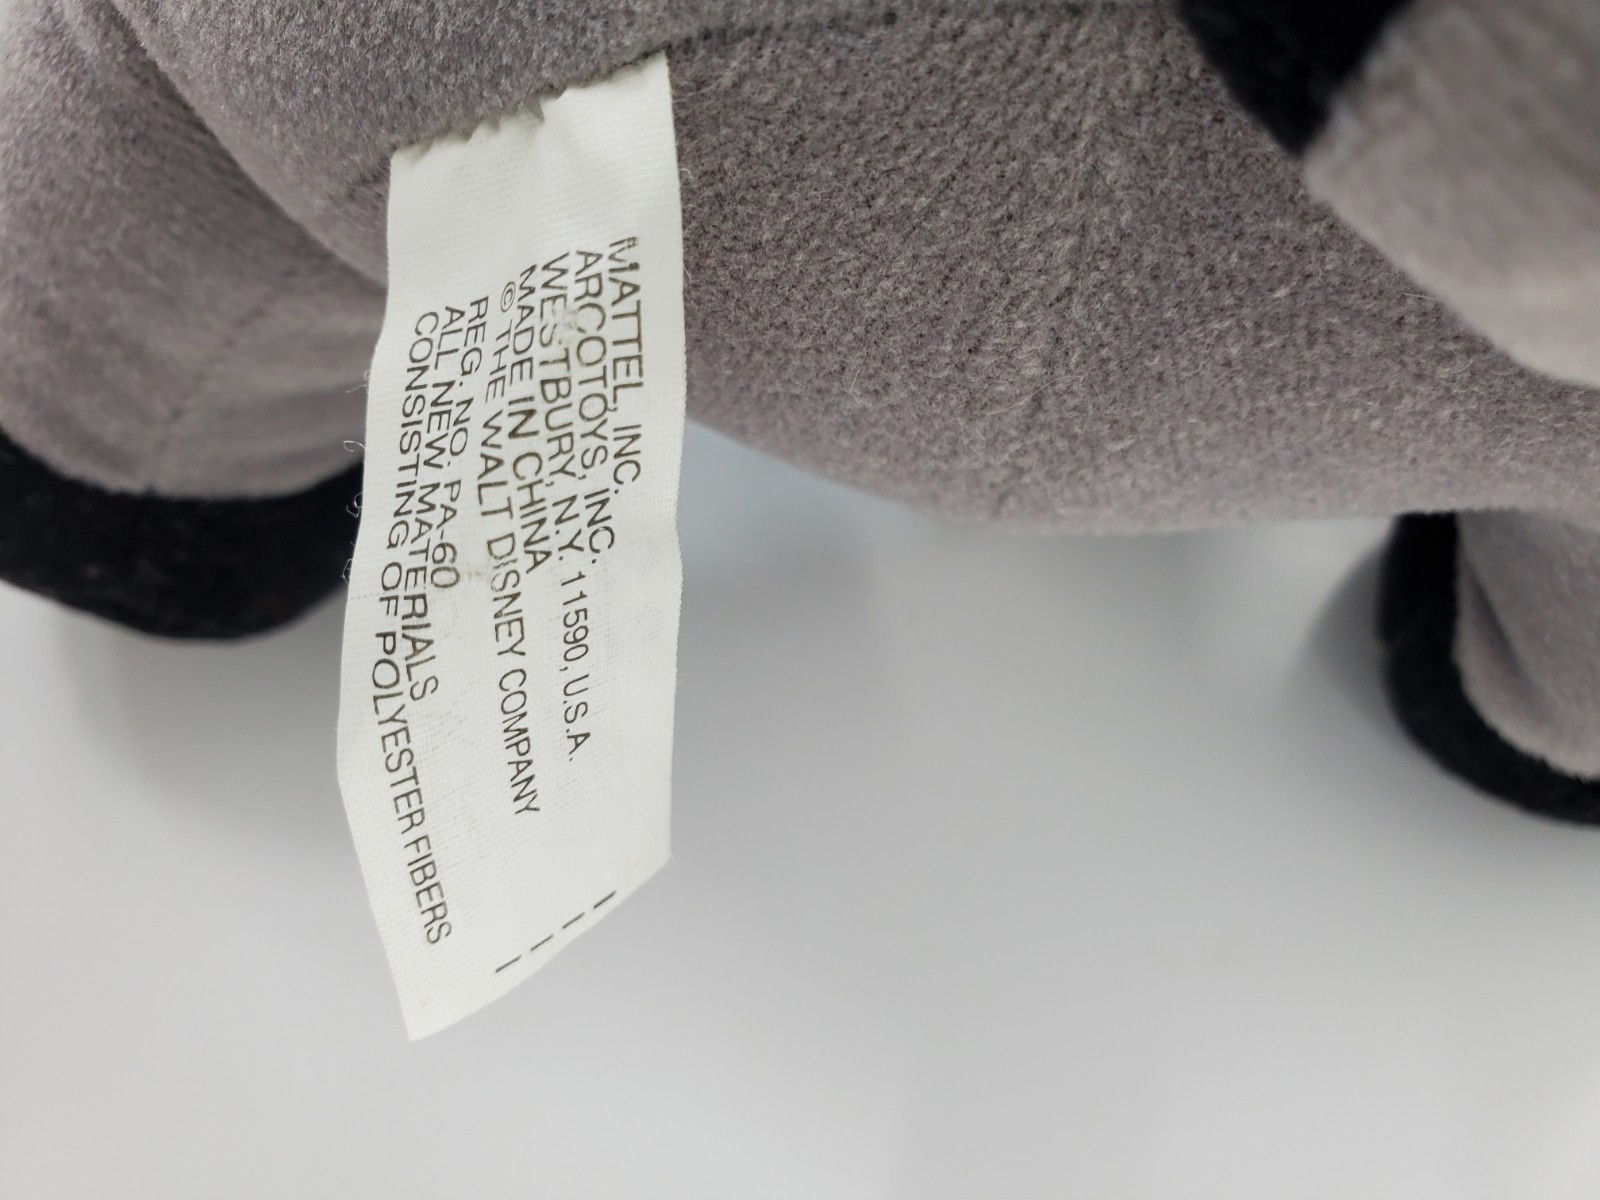 MATTEL, INC.
ARCOTOYS, INC.
WESTBURY, N.Y. 11590, U.S.A.
MADE IN CHINA
© THE WALT DISNEY COMPANY
REG. NO. PA-60
ALL NEW MATERIALS
CONSISTING OF POLYESTER FIBERS